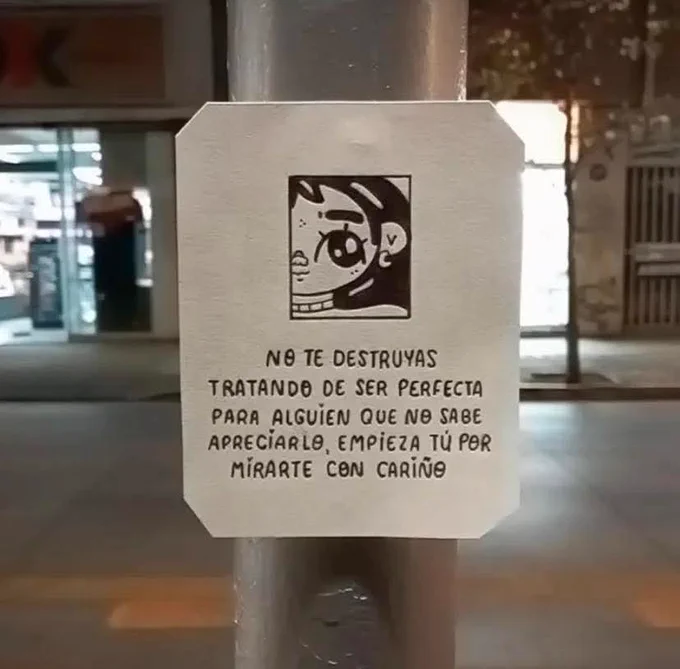 NO TE DESTRUYAS
TRATANDO DE SER PERFECTA
PARA ALGUIEN QUE NO SABE
APRECIARLO, EMPIEZA TÚ POR
MIRARTE CON CARIÑO